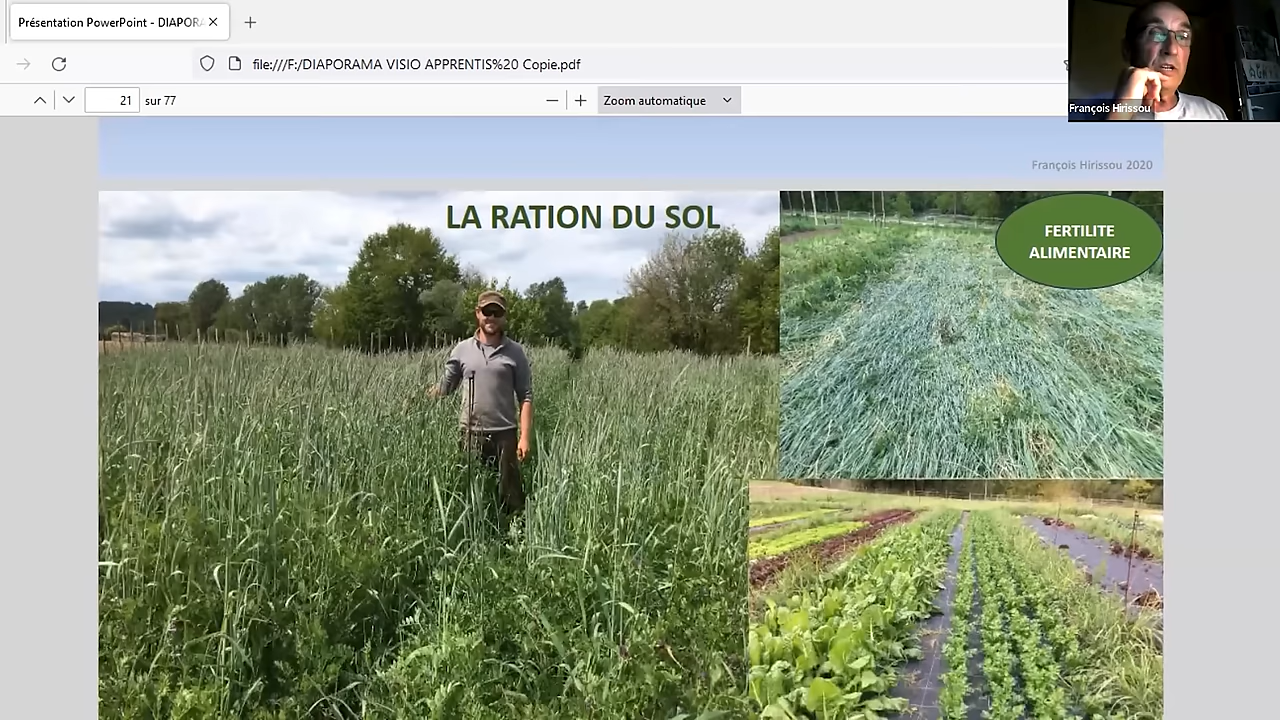 Présentation PowerPoint - DIAPORA
file:///F:/DIAPORAMA VISIO APPRENTIS%20 Copie.pdf
21 sur 77
Zoom automatique
François Hirissou
François Hirissou 2020
LA RATION DU SOL
FERTILITE
ALIMENTAIRE